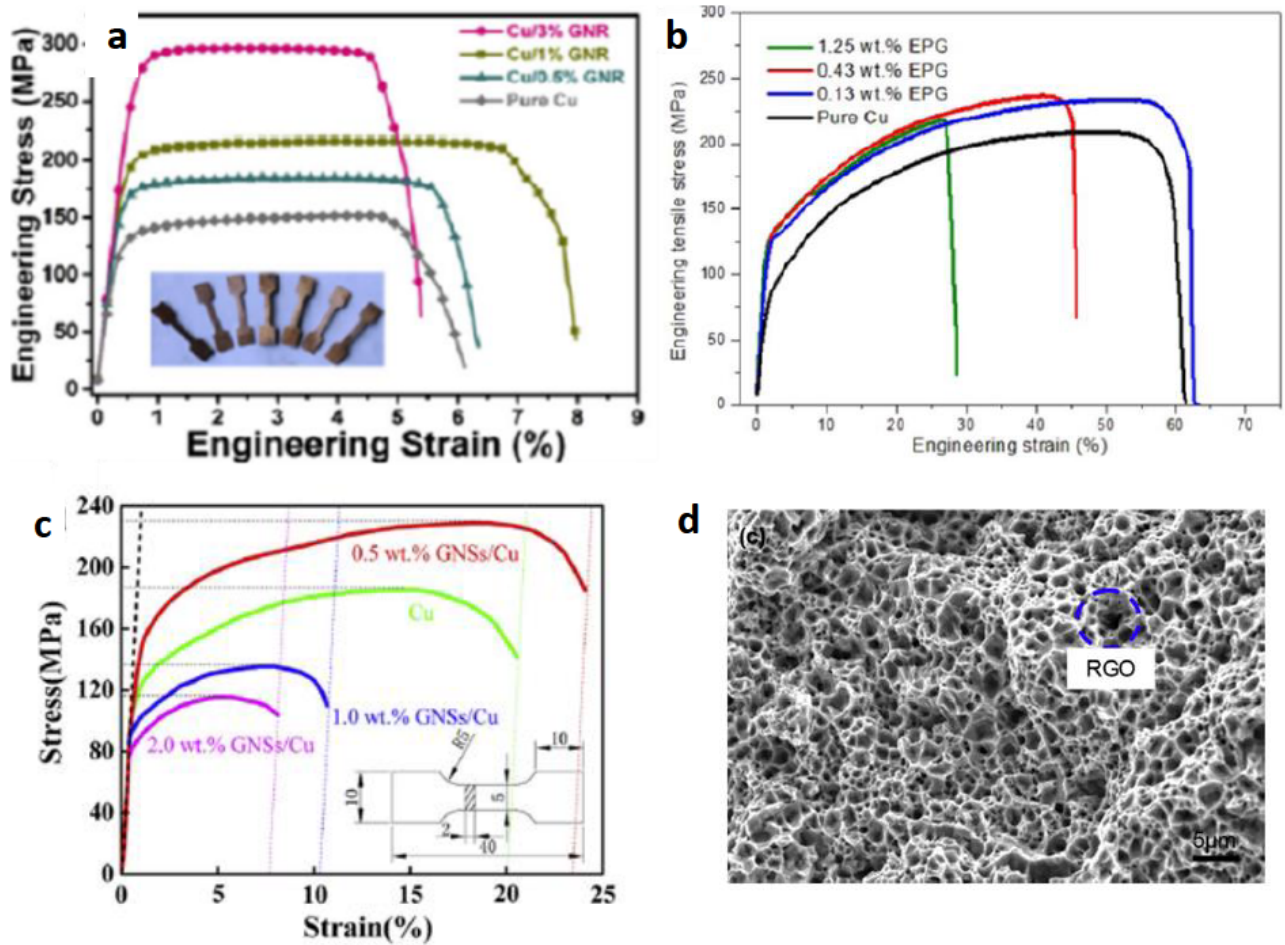 a
Engineering Stress (MPa)
300
250
200
150
100
50
0
Cu/3% GNR
Cu/1% GNR
Cu/0.5% GNR
Pure Cu
0 1 2 3 4 5 6 7 8 9
Engineering Strain (%)
b
Engineering tensile stress (MPa)
300
250
200
150
100
50
0
1.25 wt.% EPG
0.43 wt.% EPG
0.13 wt.% EPG
Pure Cu
0 10 20 30 40 50 60 70
Engineering strain (%)
c
Stress(MPa)
240
200
160
120
80
40
0
0.5 wt.% GNSs/Cu
Cu
1.0 wt.% GNSs/Cu
2.0 wt.% GNSs/Cu
R5
10
10
5
2
40
0 5 10 15 20 25
Strain(%)
d
(c)
RGO
5μm